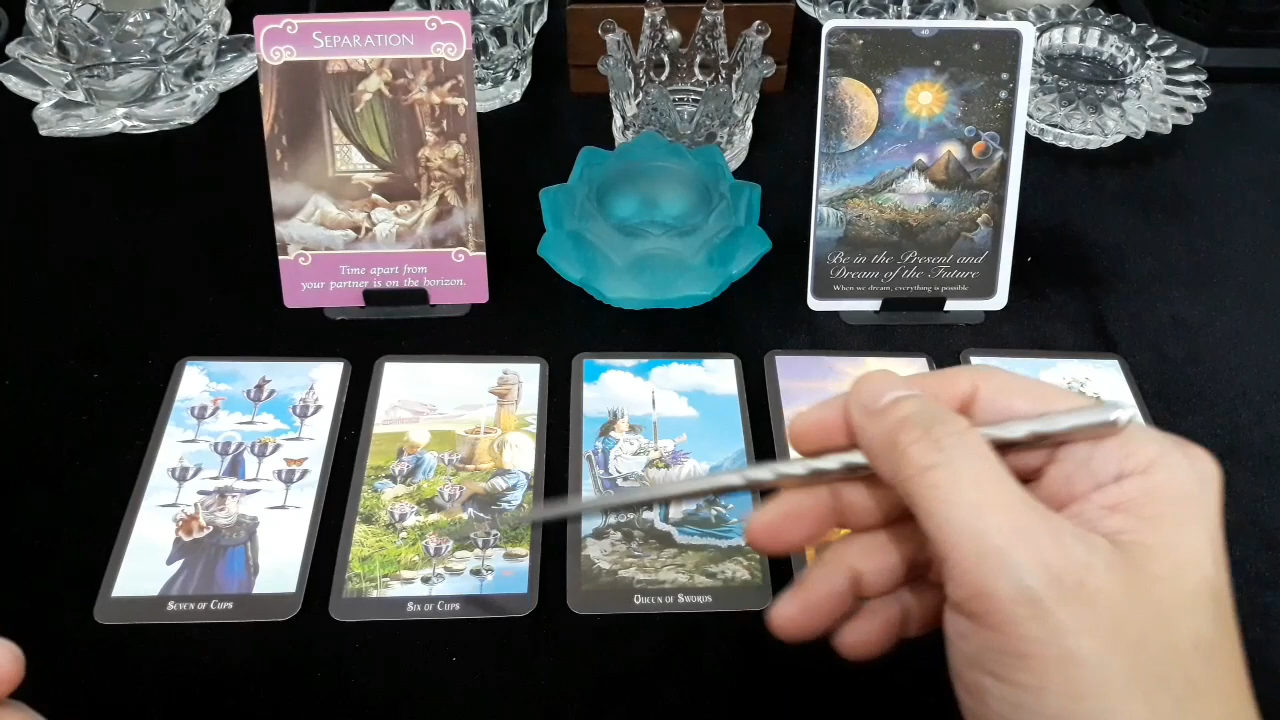 SEPARATION
Time apart from
your partner is on the horizon.
40
Be in the Present and
Dream of the Future
When we dream, everything is possible
SEVEN OF CUPS
SIX OF CUPS
QUEEN OF SWORDS